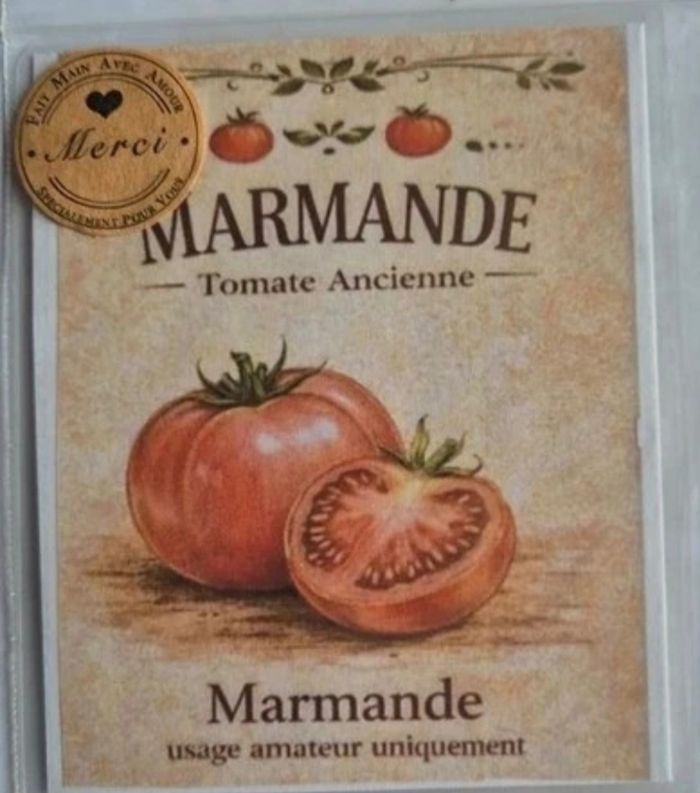 Fait Main Avec Amour
Merci
Spécialement Pour Vous
MARMANDE
Tomate Ancienne
Marmande
usage amateur uniquement